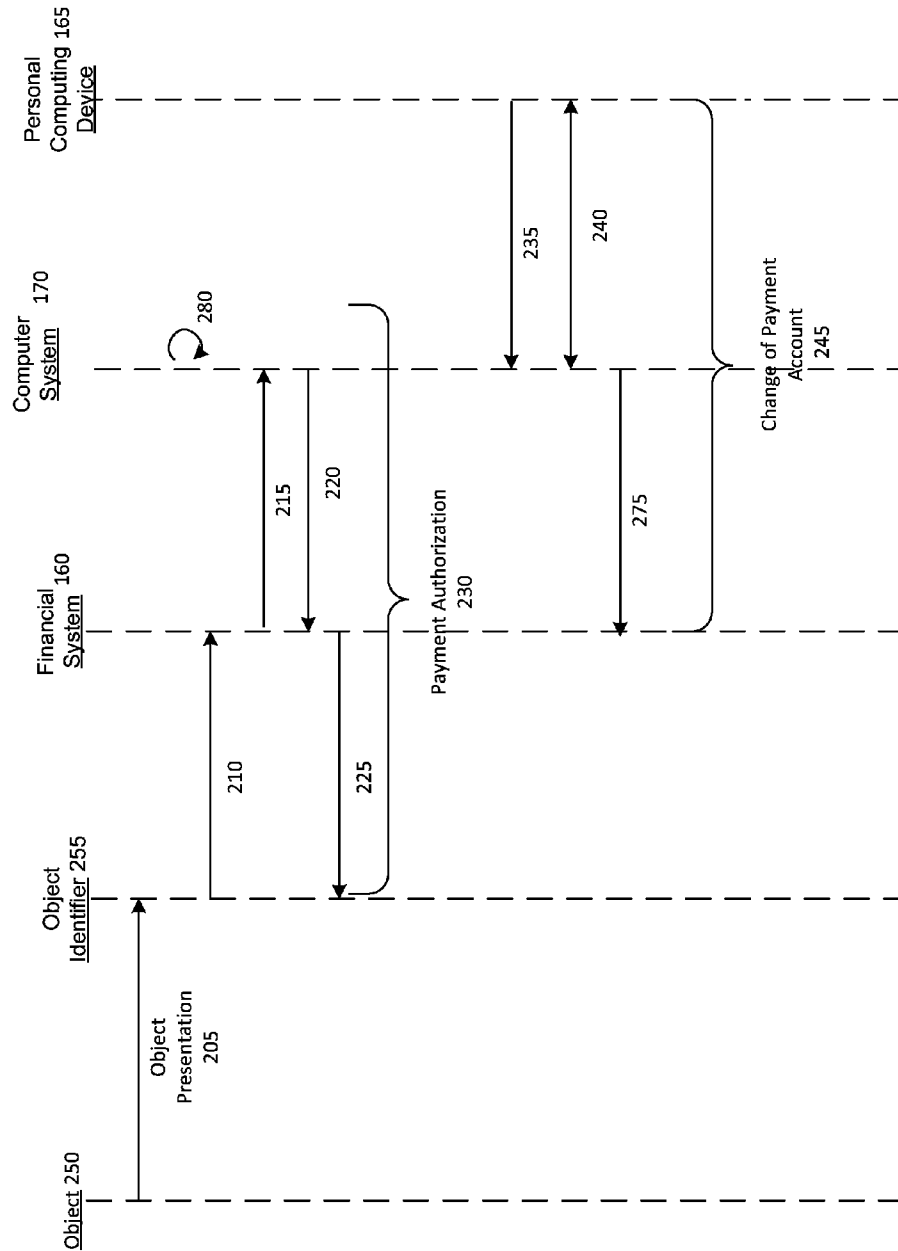 Object 250
Object
Identifier 255
Financial 160
System
Computer 170
System
Personal
Computing 165
Device
Object
Presentation
205
210
280
215
220
225
Payment Authorization
230
235
240
275
Change of Payment
Account
245